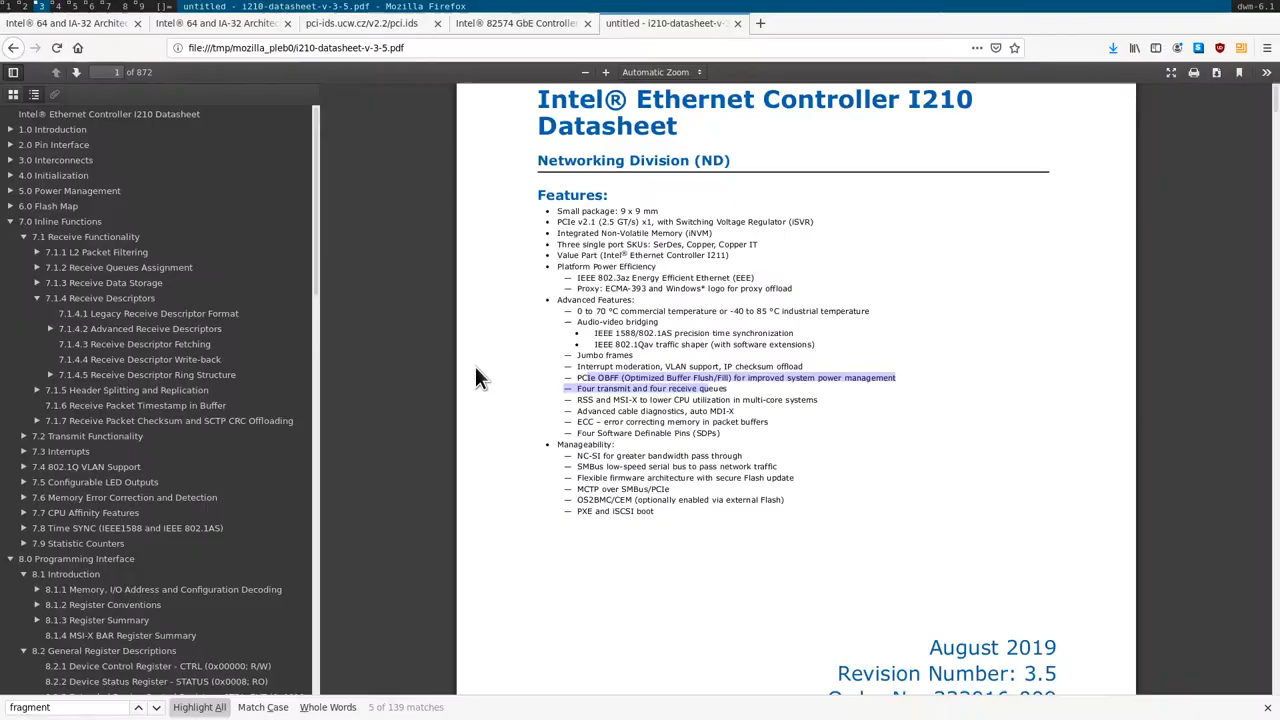 1 2 3 4 5 6 7 8 9 []= untitled - i210-datasheet-v-3-5.pdf - Mozilla Firefox dwm-6.1
Intel® 64 and IA-32 Architec × Intel® 64 and IA-32 Architec × pci-ids.ucw.cz/v2.2/pci.ids × Intel® 82574 GbE Controlle × untitled - i210-datasheet-v-3 × +
file:///tmp/mozilla_pleb0/i210-datasheet-v-3-5.pdf
1 of 872 Automatic Zoom
Intel® Ethernet Controller I210 Datasheet
1.0 Introduction
2.0 Pin Interface
3.0 Interconnects
4.0 Initialization
5.0 Power Management
6.0 Flash Map
7.0 Inline Functions
7.1 Receive Functionality
7.1.1 L2 Packet Filtering
7.1.2 Receive Queues Assignment
7.1.3 Receive Data Storage
7.1.4 Receive Descriptors
7.1.4.1 Legacy Receive Descriptor Format
7.1.4.2 Advanced Receive Descriptors
7.1.4.3 Receive Descriptor Fetching
7.1.4.4 Receive Descriptor Write-back
7.1.4.5 Receive Descriptor Ring Structure
7.1.5 Header Splitting and Replication
7.1.6 Receive Packet Timestamp in Buffer
7.1.7 Receive Packet Checksum and SCTP CRC Offloading
7.2 Transmit Functionality
7.3 Interrupts
7.4 802.1Q VLAN Support
7.5 Configurable LED Outputs
7.6 Memory Error Correction and Detection
7.7 CPU Affinity Features
7.8 Time SYNC (IEEE1588 and IEEE 802.1AS)
7.9 Statistic Counters
8.0 Programming Interface
8.1 Introduction
8.1.1 Memory, I/O Address and Configuration Decoding
8.1.2 Register Conventions
8.1.3 Register Summary
8.1.4 MSI-X BAR Register Summary
8.2 General Register Descriptions
8.2.1 Device Control Register - CTRL (0x00000; R/W)
8.2.2 Device Status Register - STATUS (0x0008; RO)
Intel® Ethernet Controller I210
Datasheet
Networking Division (ND)
Features:
• Small package: 9 x 9 mm
• PCIe v2.1 (2.5 GT/s) x1, with Switching Voltage Regulator (iSVR)
• Integrated Non-Volatile Memory (iNVM)
• Three single port SKUs: SerDes, Copper, Copper IT
• Value Part (Intel® Ethernet Controller I211)
• Platform Power Efficiency
— IEEE 802.3az Energy Efficient Ethernet (EEE)
— Proxy: ECMA-393 and Windows* logo for proxy offload
• Advanced Features:
— 0 to 70 °C commercial temperature or -40 to 85 °C industrial temperature
— Audio-video bridging
• IEEE 1588/802.1AS precision time synchronization
• IEEE 802.1Qav traffic shaper (with software extensions)
— Jumbo frames
— Interrupt moderation, VLAN support, IP checksum offload
— PCIe OBFF (Optimized Buffer Flush/Fill) for improved system power management
— Four transmit and four receive queues
— RSS and MSI-X to lower CPU utilization in multi-core systems
— Advanced cable diagnostics, auto MDI-X
— ECC – error correcting memory in packet buffers
— Four Software Definable Pins (SDPs)
• Manageability:
— NC-SI for greater bandwidth pass through
— SMBus low-speed serial bus to pass network traffic
— Flexible firmware architecture with secure Flash update
— MCTP over SMBus/PCIe
— OS2BMC/CEM (optionally enabled via external Flash)
— PXE and iSCSI boot
August 2019
Revision Number: 3.5
fragment Highlight All Match Case Whole Words 5 of 139 matches